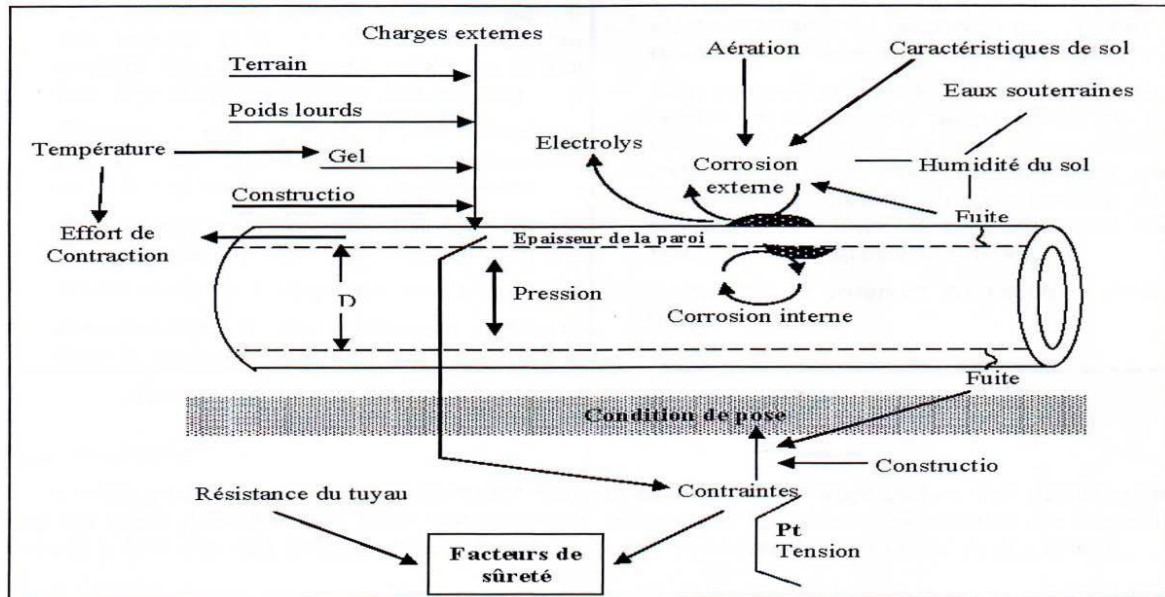 Charges externes
Aération
Caractéristiques de sol
Terrain
Eaux souterraines
Poids lourds
Electrolys
Température
Gel
Corrosion
externe
Humidité du sol
Constructio
Fuite
Effort de
Contraction
Epaisseur de la paroi
D
Pression
Corrosion interne
Fuite
Condition de pose
Constructio
Résistance du tuyau
Contraintes
Pt
Tension
Facteurs de
sûreté